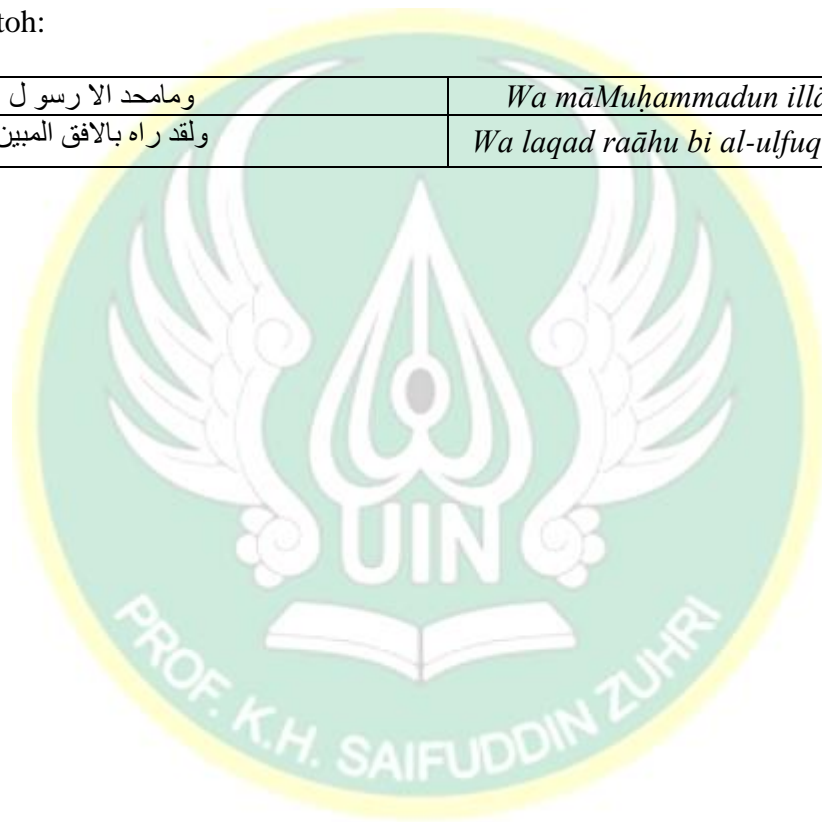 toh:
ومامحد الا رسو ل
Wa māMuḥammadun illā
ولقد راه بالافق المبين
Wa laqad raāhu bi al-ulfuq
UIN
PROF. K.H. SAIFUDDIN ZUHRI